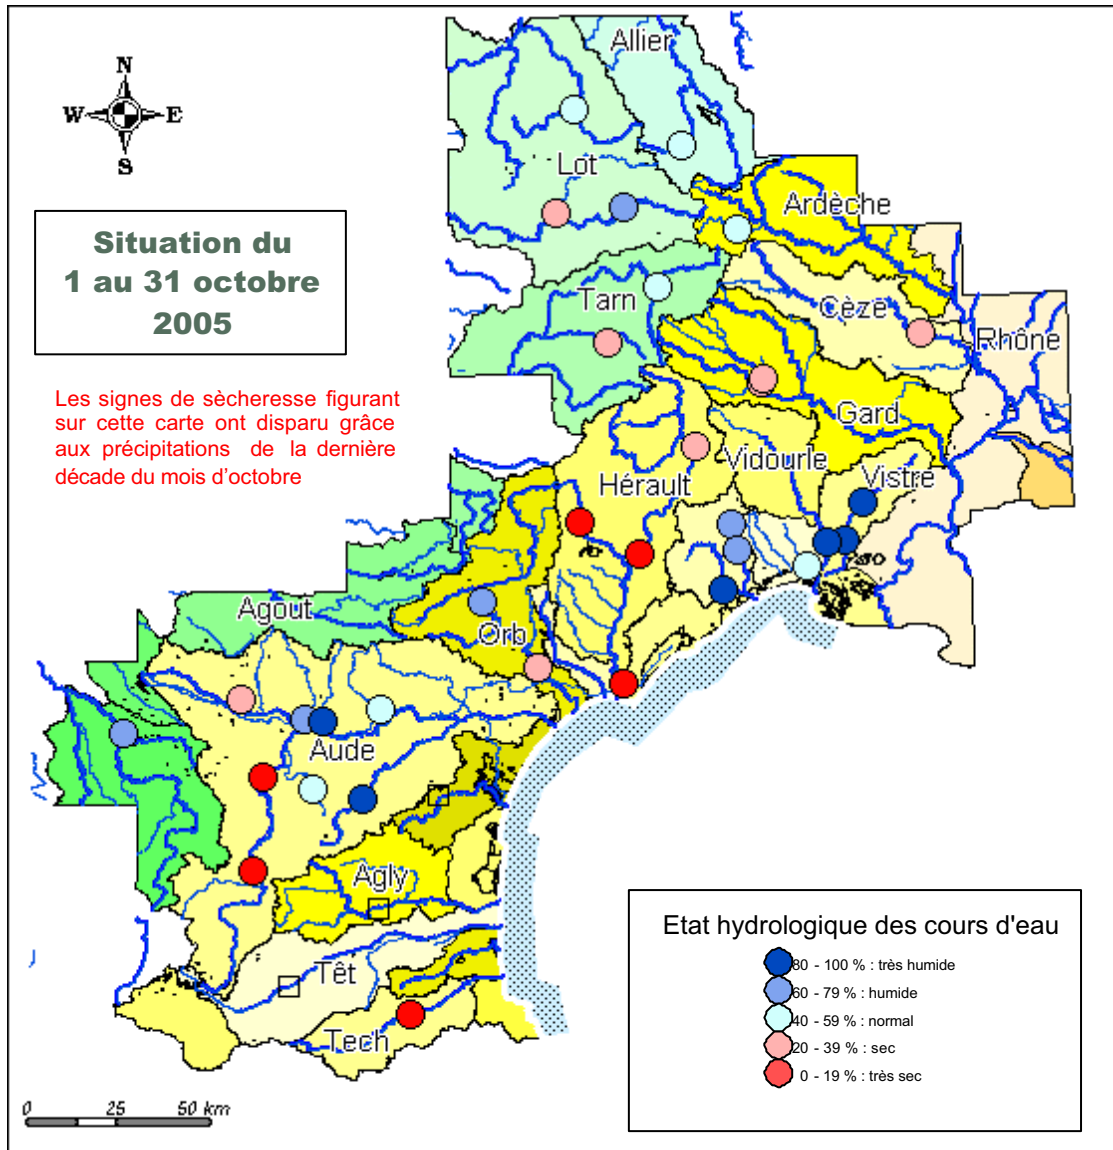 Allier
N
W E
S
Lot
Ardèche
Situation du
1 au 31 octobre
2005
Tarn
Cèze
Rhône
Les signes de sècheresse figurant
sur cette carte ont disparu grâce
aux précipitations de la dernière
décade du mois d'octobre
Gard
Vidourle
Hérault
Vistre
Agout
Orb
Aude
Agly
Têt
Tech
Etat hydrologique des cours d'eau
80 - 100 % : très humide
60 - 79 % : humide
40 - 59 % : normal
20 - 39 % : sec
0 - 19 % : très sec
0 25 50 km